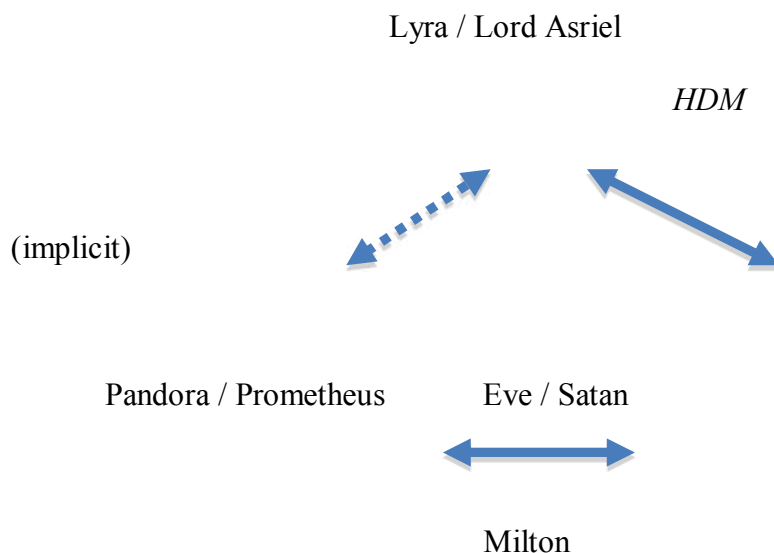 Lyra / Lord Asriel
HDM
(implicit)
Pandora / Prometheus Eve / Satan
Milton